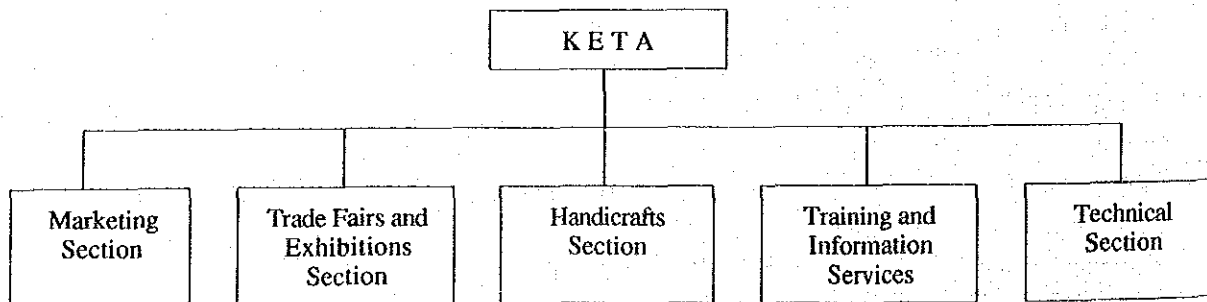 K E T A
Marketing
Section
Trade Fairs and
Exhibitions
Section
Handicrafts
Section
Training and
Information
Services
Technical
Section